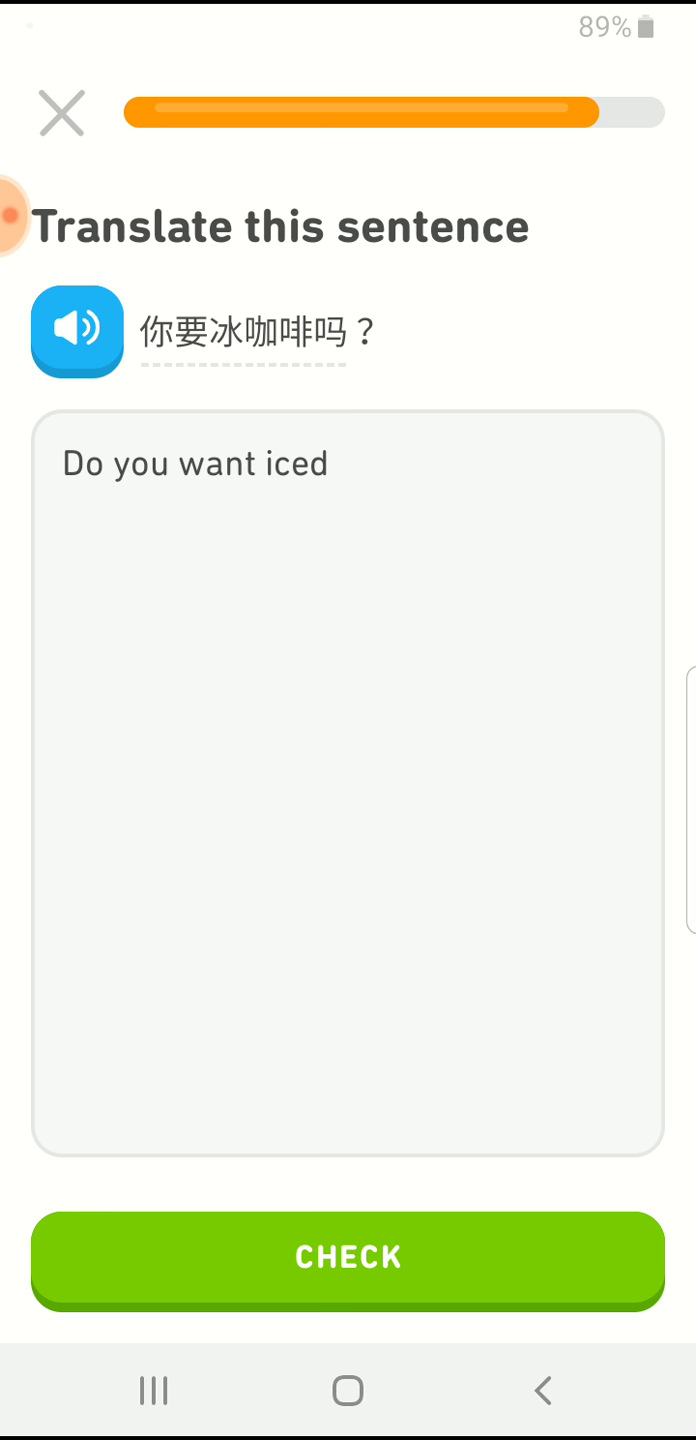 89%
Translate this sentence
你要冰咖啡吗？
Do you want iced
CHECK